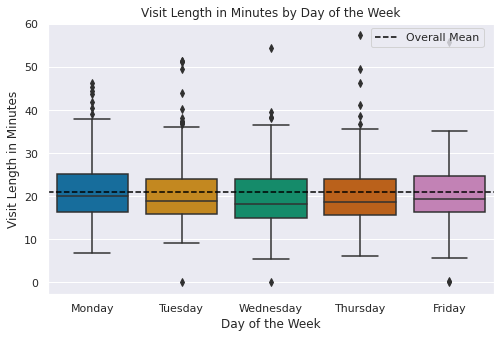 Visit Length in Minutes by Day of the Week
Overall Mean
60
50
40
30
20
10
0
Visit Length in Minutes
Monday Tuesday Wednesday Thursday Friday
Day of the Week